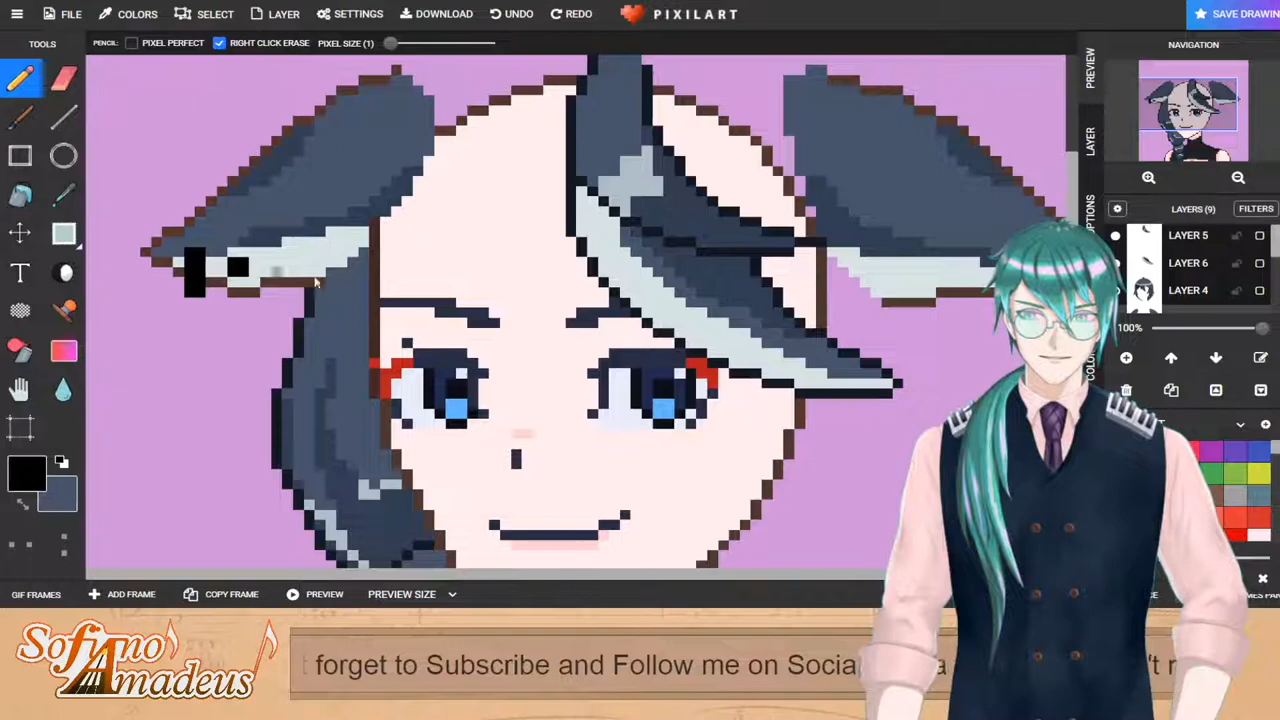 FILE COLORS SELECT LAYER SETTINGS DOWNLOAD UNDO REDO PIXILART SAVE DRAWIN
TOOLS PENCIL: PIXEL PERFECT RIGHT CLICK ERASE PIXEL SIZE (1) NAVIGATION
PREVIEW
LAYER
OPTIONS
LAYERS (9) FILTERS
LAYER 5
LAYER 6
LAYER 4
100%
GIF FRAMES ADD FRAME COPY FRAME PREVIEW PREVIEW SIZE
Sofiano
Amadeus
forget to Subscribe and Follow me on Socia